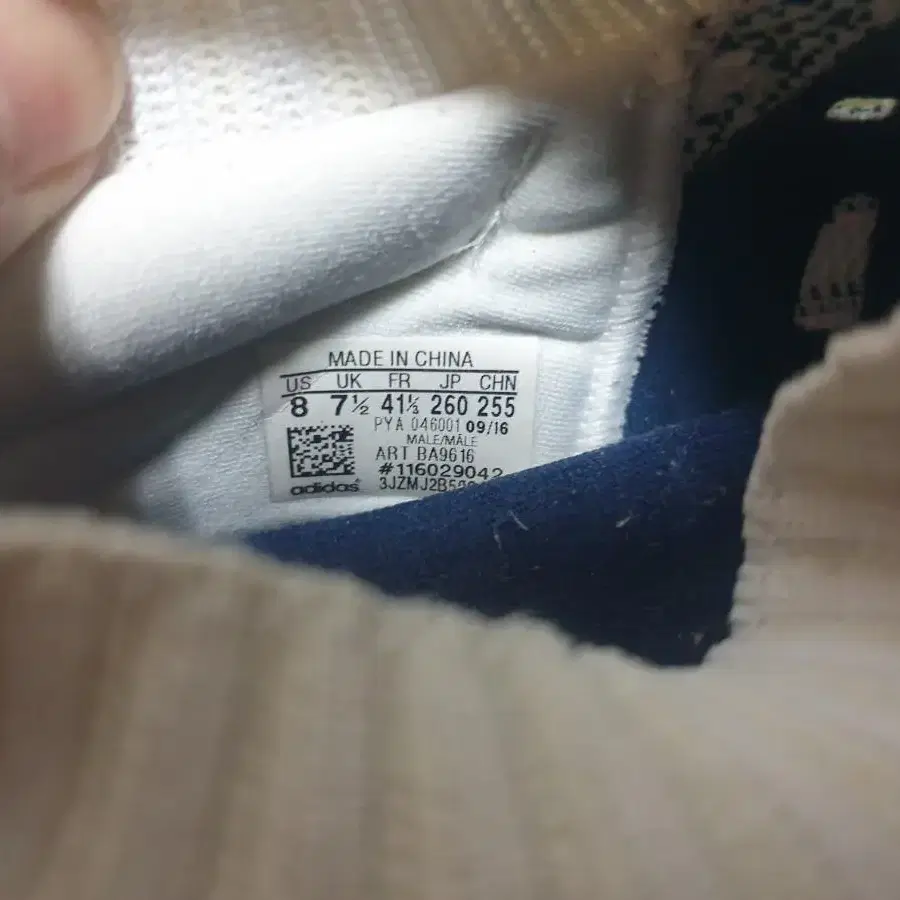 MADE IN CHINA
US UK FR JP CHN
8 7½ 41⅓ 260 255
PYA 046001 09/16
MALE/MÂLE
ART BA9616
#116029042
adidas 3JZMJ2B5